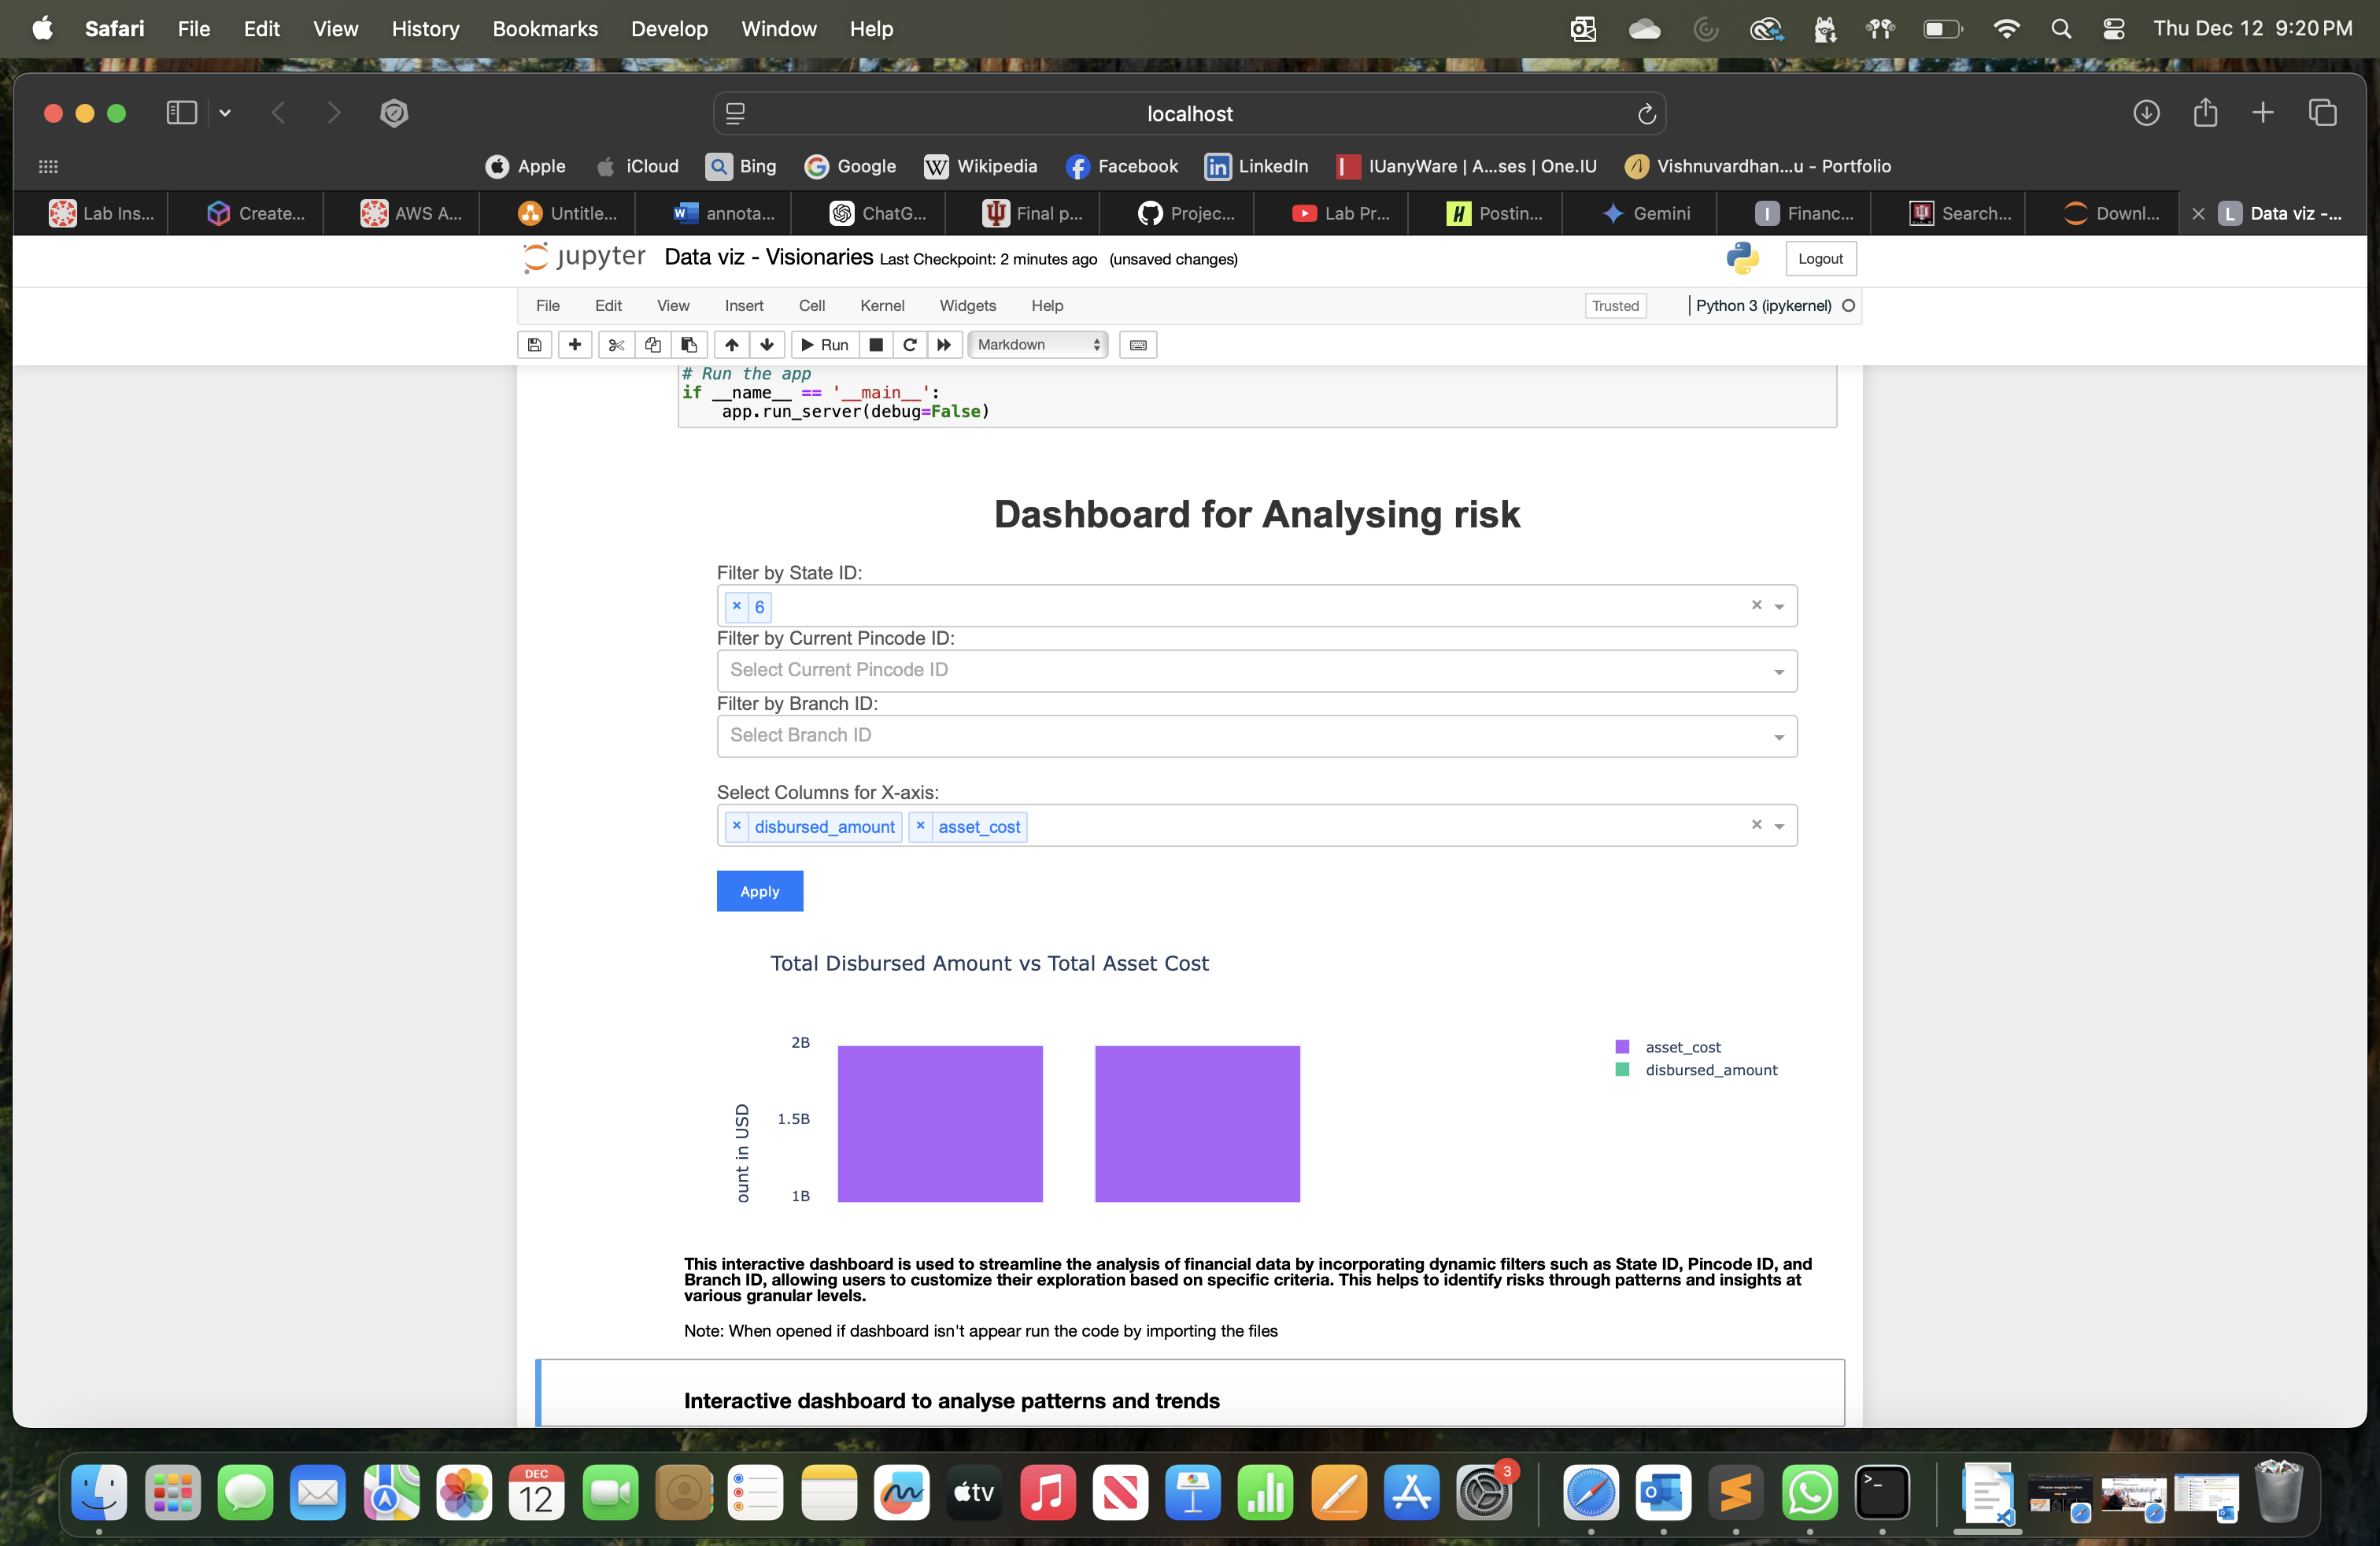 Safari File Edit View History Bookmarks Develop Window Help Thu Dec 12 9:20 PM
localhost
Apple iCloud Bing Google Wikipedia Facebook LinkedIn IUanyWare | A...ses | One.IU Vishnuvardhan...u - Portfolio
Lab Ins... Create... AWS A... Untitle... annota... ChatG... Final p... Projec... Lab Pr... Postin... Gemini Financ... Search... Downl... Data viz -...
jupyter Data viz - Visionaries Last Checkpoint: 2 minutes ago (unsaved changes) Logout
File Edit View Insert Cell Kernel Widgets Help Trusted Python 3 (ipykernel)
Run Markdown
# Run the app
if __name__ == '__main__':
app.run_server(debug=False)
Dashboard for Analysing risk
Filter by State ID:
× 6
Filter by Current Pincode ID:
Select Current Pincode ID
Filter by Branch ID:
Select Branch ID
Select Columns for X-axis:
× disbursed_amount × asset_cost
Apply
Total Disbursed Amount vs Total Asset Cost
2B
1.5B
1B
ount in USD
asset_cost
disbursed_amount
This interactive dashboard is used to streamline the analysis of financial data by incorporating dynamic filters such as State ID, Pincode ID, and
Branch ID, allowing users to customize their exploration based on specific criteria. This helps to identify risks through patterns and insights at
various granular levels.
Note: When opened if dashboard isn't appear run the code by importing the files
Interactive dashboard to analyse patterns and trends
DEC
12
tv
3